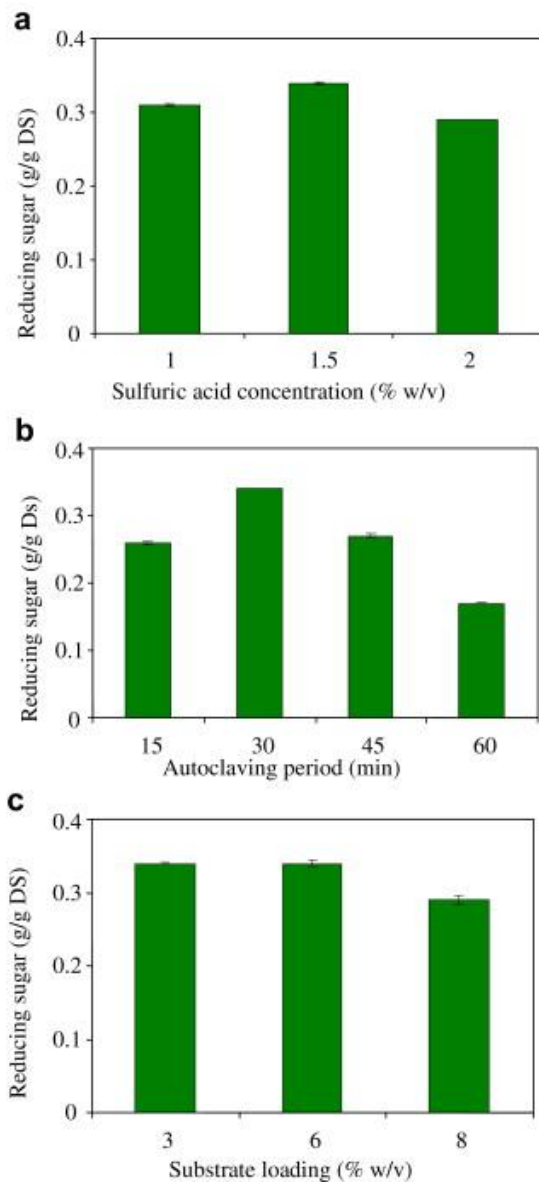 a
Reducing sugar (g/g DS)
0.4
0.3
0.2
0.1
0
1 1.5 2
Sulfuric acid concentration (% w/v)
b
Reducing sugar (g/g Ds)
0.4
0.3
0.2
0.1
0
15 30 45 60
Autoclaving period (min)
c
Reducing sugar (g/g DS)
0.4
0.3
0.2
0.1
0
3 6 8
Substrate loading (% w/v)